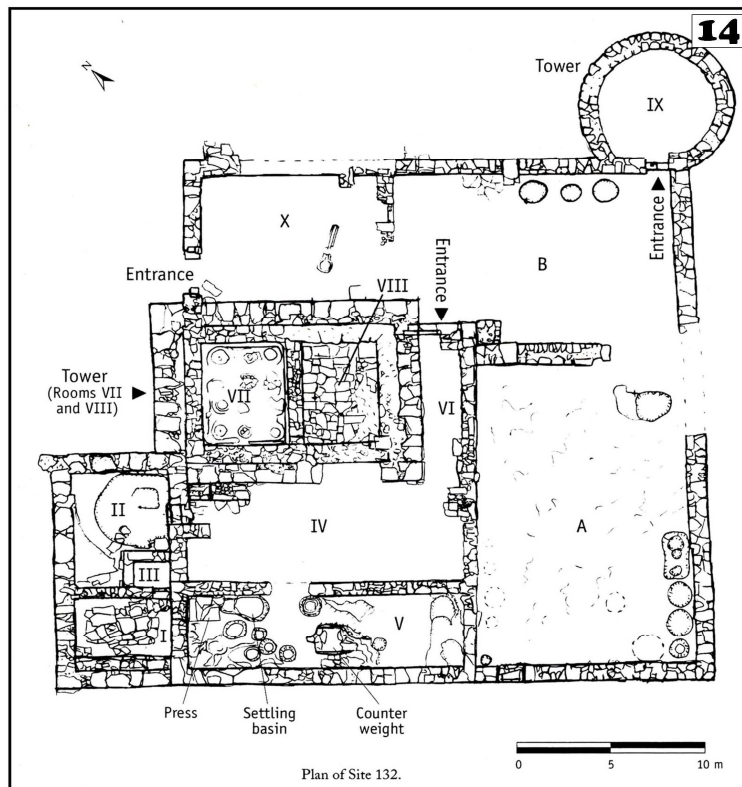 14
N
Tower
IX
X
B
Entrance
Entrance
Entrance
VIII
Tower
(Rooms VII
and VIII)
VII
VI
II
III
IV
A
I
V
Press
Settling
basin
Counter
weight
0 5 10 m
Plan of Site 132.